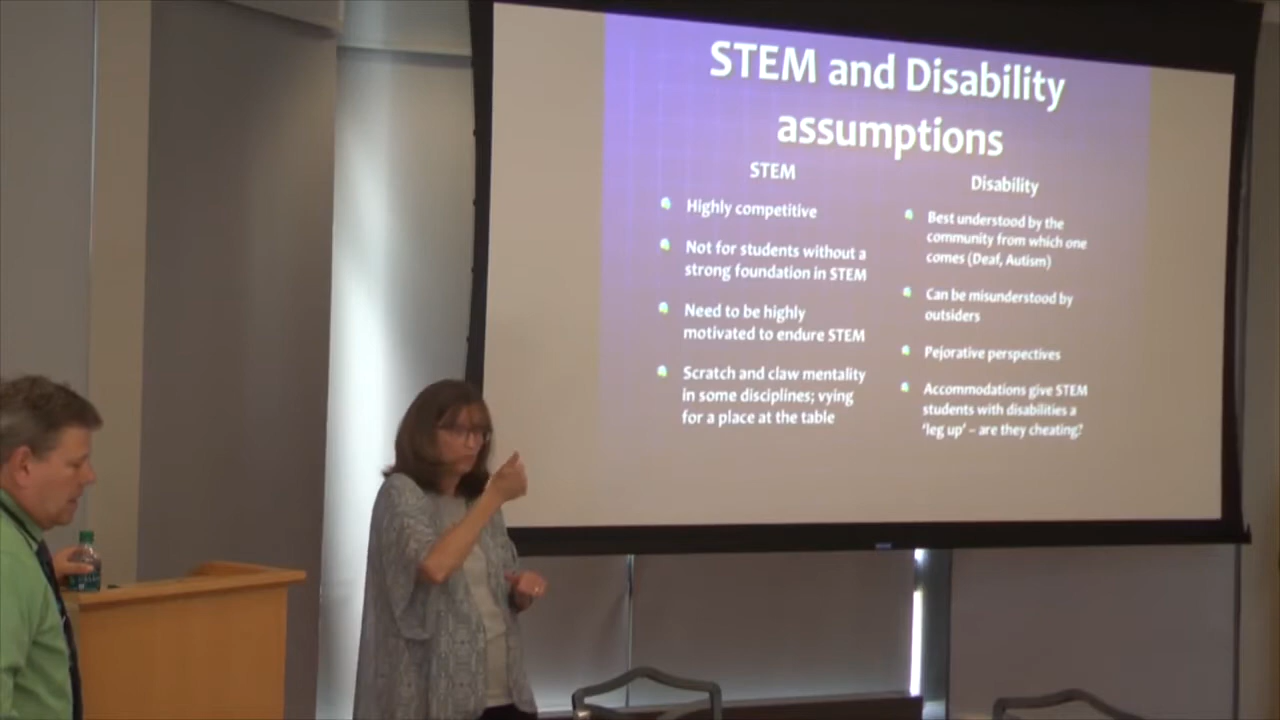 STEM and Disability
assumptions
STEM
Highly competitive
Not for students without a
strong foundation in STEM
Need to be highly
motivated to endure STEM
Scratch and claw mentality
in some disciplines; vying
for a place at the table
Disability
Best understood by the
community from which one
comes (Deaf, Autism)
Can be misunderstood by
outsiders
Pejorative perspectives
Accommodations give STEM
students with disabilities a
‘leg up’ – are they cheating?